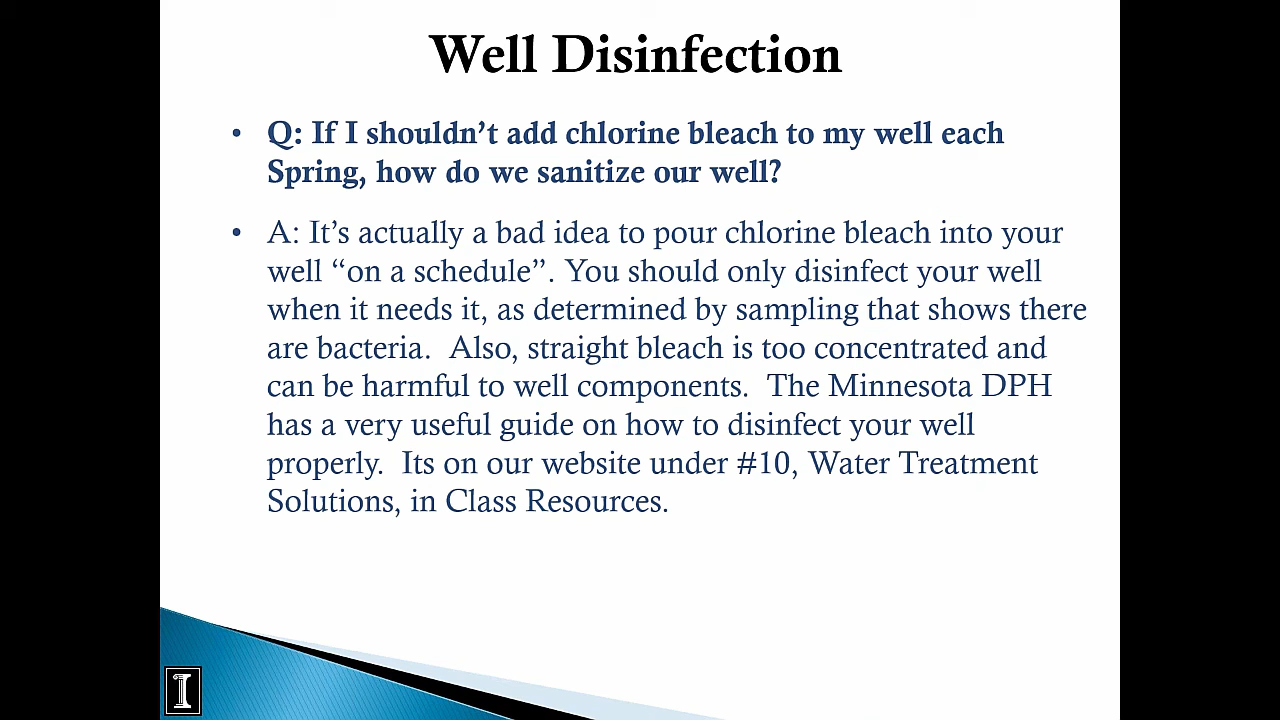 Well Disinfection
• Q: If I shouldn’t add chlorine bleach to my well each
Spring, how do we sanitize our well?
• A: It’s actually a bad idea to pour chlorine bleach into your
well “on a schedule”. You should only disinfect your well
when it needs it, as determined by sampling that shows there
are bacteria.  Also, straight bleach is too concentrated and
can be harmful to well components.  The Minnesota DPH
has a very useful guide on how to disinfect your well
properly.  Its on our website under #10, Water Treatment
Solutions, in Class Resources.
I